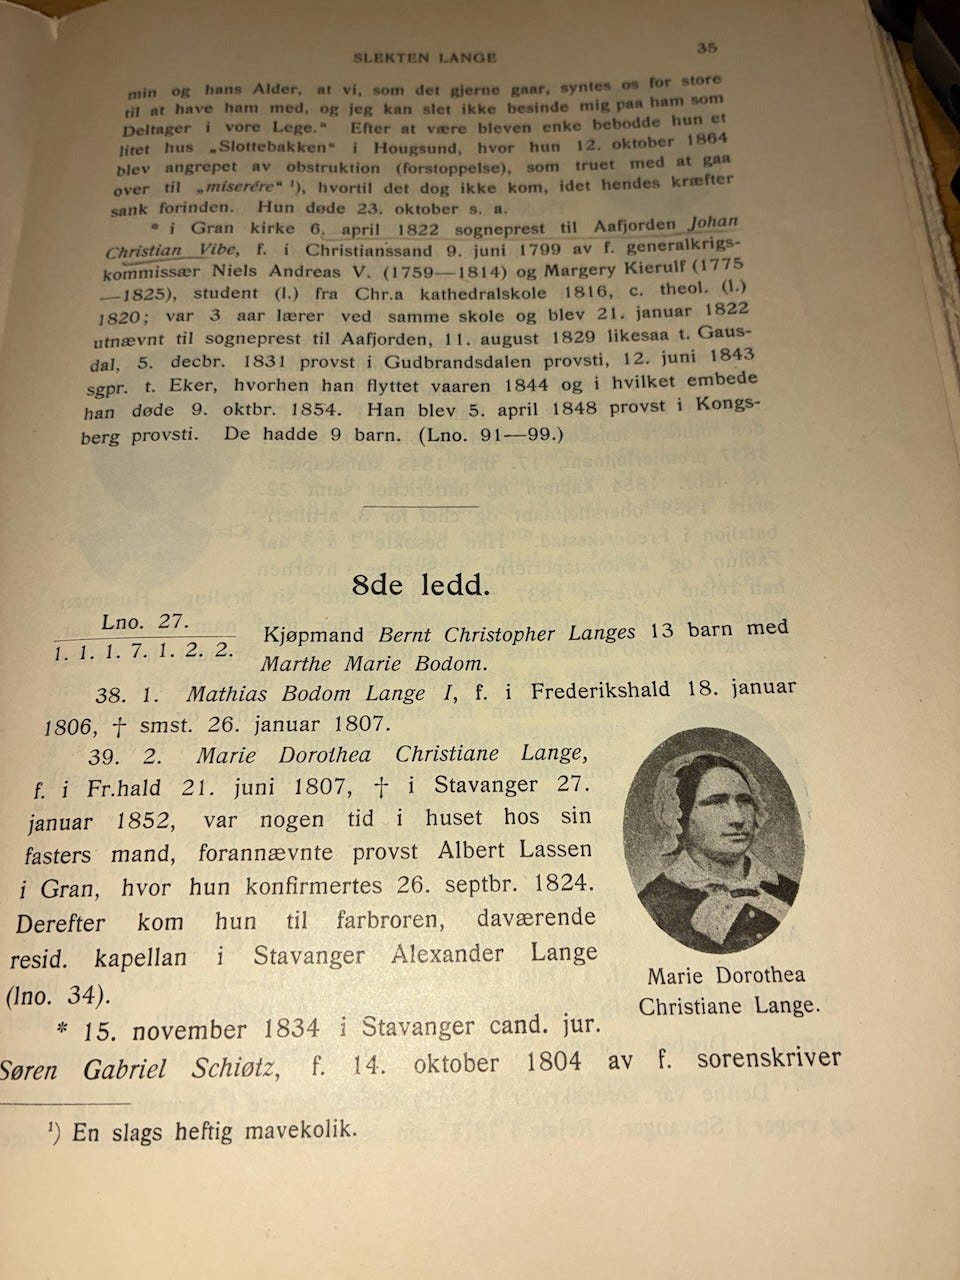 SLEKTEN LANGE
35
min og hans Alder, at vi, som det gjerne gaar, syntes os for store
til at have ham med, og jeg kan slet ikke besinde mig paa ham som
Deltager i vore Lege.“ Efter at være bleven enke bebodde hun et
litet hus „Slottebakken“ i Hougsund, hvor hun 12. oktober 1864
blev angrepet av obstruktion (forstoppelse), som truet med at gaa
over til „miserére“ ¹), hvortil det dog ikke kom, idet hendes kræfter
sank forinden. Hun døde 23. oktober s. a.
* i Gran kirke 6. april 1822 sogneprest til Aafjorden Johan
Christian Vibe, f. i Christianssand 9. juni 1799 av f. generalkrigs-
kommissær Niels Andreas V. (1759—1814) og Margery Kierulf (1775
—1825), student (l.) fra Chr.a kathedralskole 1816, c. theol. (l.)
1820; var 3 aar lærer ved samme skole og blev 21. januar 1822
utnævnt til sogneprest til Aafjorden, 11. august 1829 likesaa t. Gaus-
dal, 5. decbr. 1831 provst i Gudbrandsdalen provsti, 12. juni 1843
sgpr. t. Eker, hvorhen han flyttet vaaren 1844 og i hvilket embede
han døde 9. oktbr. 1854. Han blev 5. april 1848 provst i Kongs-
berg provsti. De hadde 9 barn. (Lno. 91—99.)
8de ledd.
Lno. 27.
1. 1. 1. 7. 1. 2. 2.
Kjøpmand Bernt Christopher Langes 13 barn med
Marthe Marie Bodom.
38. 1. Mathias Bodom Lange I, f. i Frederikshald 18. januar
1806, † smst. 26. januar 1807.
39. 2. Marie Dorothea Christiane Lange,
f. i Fr.hald 21. juni 1807, † i Stavanger 27.
januar 1852, var nogen tid i huset hos sin
fasters mand, forannævnte provst Albert Lassen
i Gran, hvor hun konfirmertes 26. septbr. 1824.
Derefter kom hun til farbroren, daværende
resid. kapellan i Stavanger Alexander Lange
(lno. 34).
Marie Dorothea
Christiane Lange.
* 15. november 1834 i Stavanger cand. jur.
Søren Gabriel Schiøtz, f. 14. oktober 1804 av f. sorenskriver
¹) En slags heftig mavekolik.